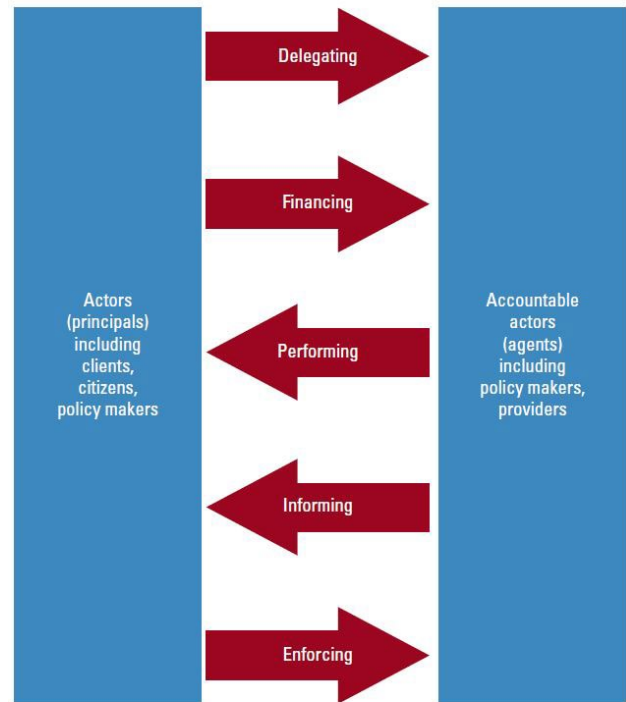 Delegating
Financing
Actors
(principals)
including
clients,
citizens,
policy makers
Performing
Accountable
actors
(agents)
including
policy makers,
providers
Informing
Enforcing